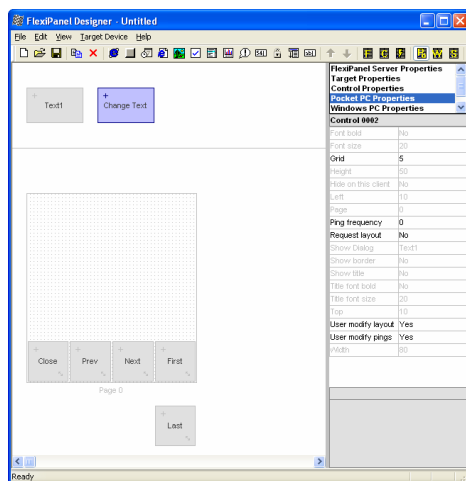 FlexiPanel Designer - Untitled
File Edit View Target Device Help
FlexiPanel Server Properties
Target Properties
Control Properties
Pocket PC Properties
Windows PC Properties
Control 0002
Font bold No
Font size 20
Grid 5
Height 50
Hide on this client No
Left 10
Page 0
Ping frequency 0
Request layout No
Show Dialog Text1
Show border No
Show title No
Title font bold No
Title font size 20
Top 10
User modify layout Yes
User modify pings Yes
Width 80
Text1
Change Text
Close
Prev
Next
First
Page 0
Last
Ready